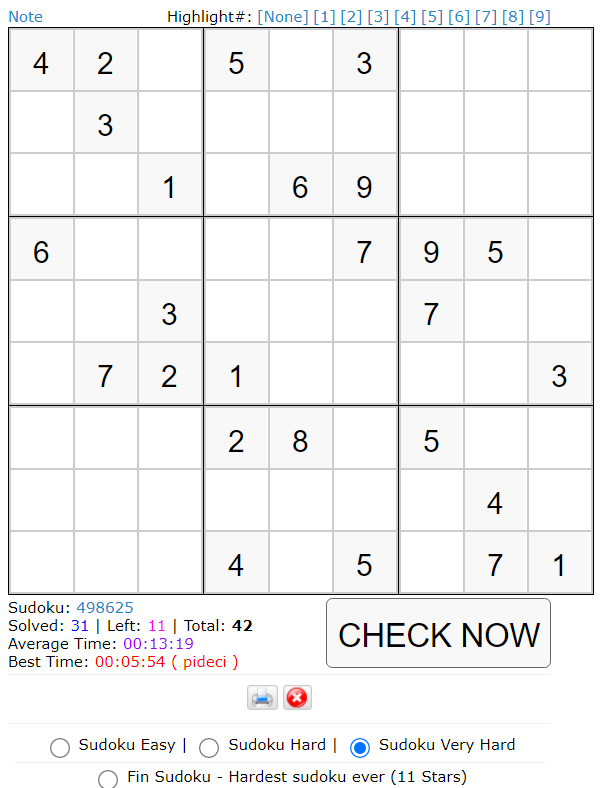 Note Highlight#: [None] [1] [2] [3] [4] [5] [6] [7] [8] [9]
4 2 5 3
3
1 6 9
6 7 9 5
3 7
7 2 1 3
2 8 5
4
4 5 7 1
Sudoku: 498625
Solved: 31 | Left: 11 | Total: 42
Average Time: 00:13:19
Best Time: 00:05:54 ( pideci )
CHECK NOW
Sudoku Easy | Sudoku Hard | Sudoku Very Hard
Fin Sudoku - Hardest sudoku ever (11 Stars)